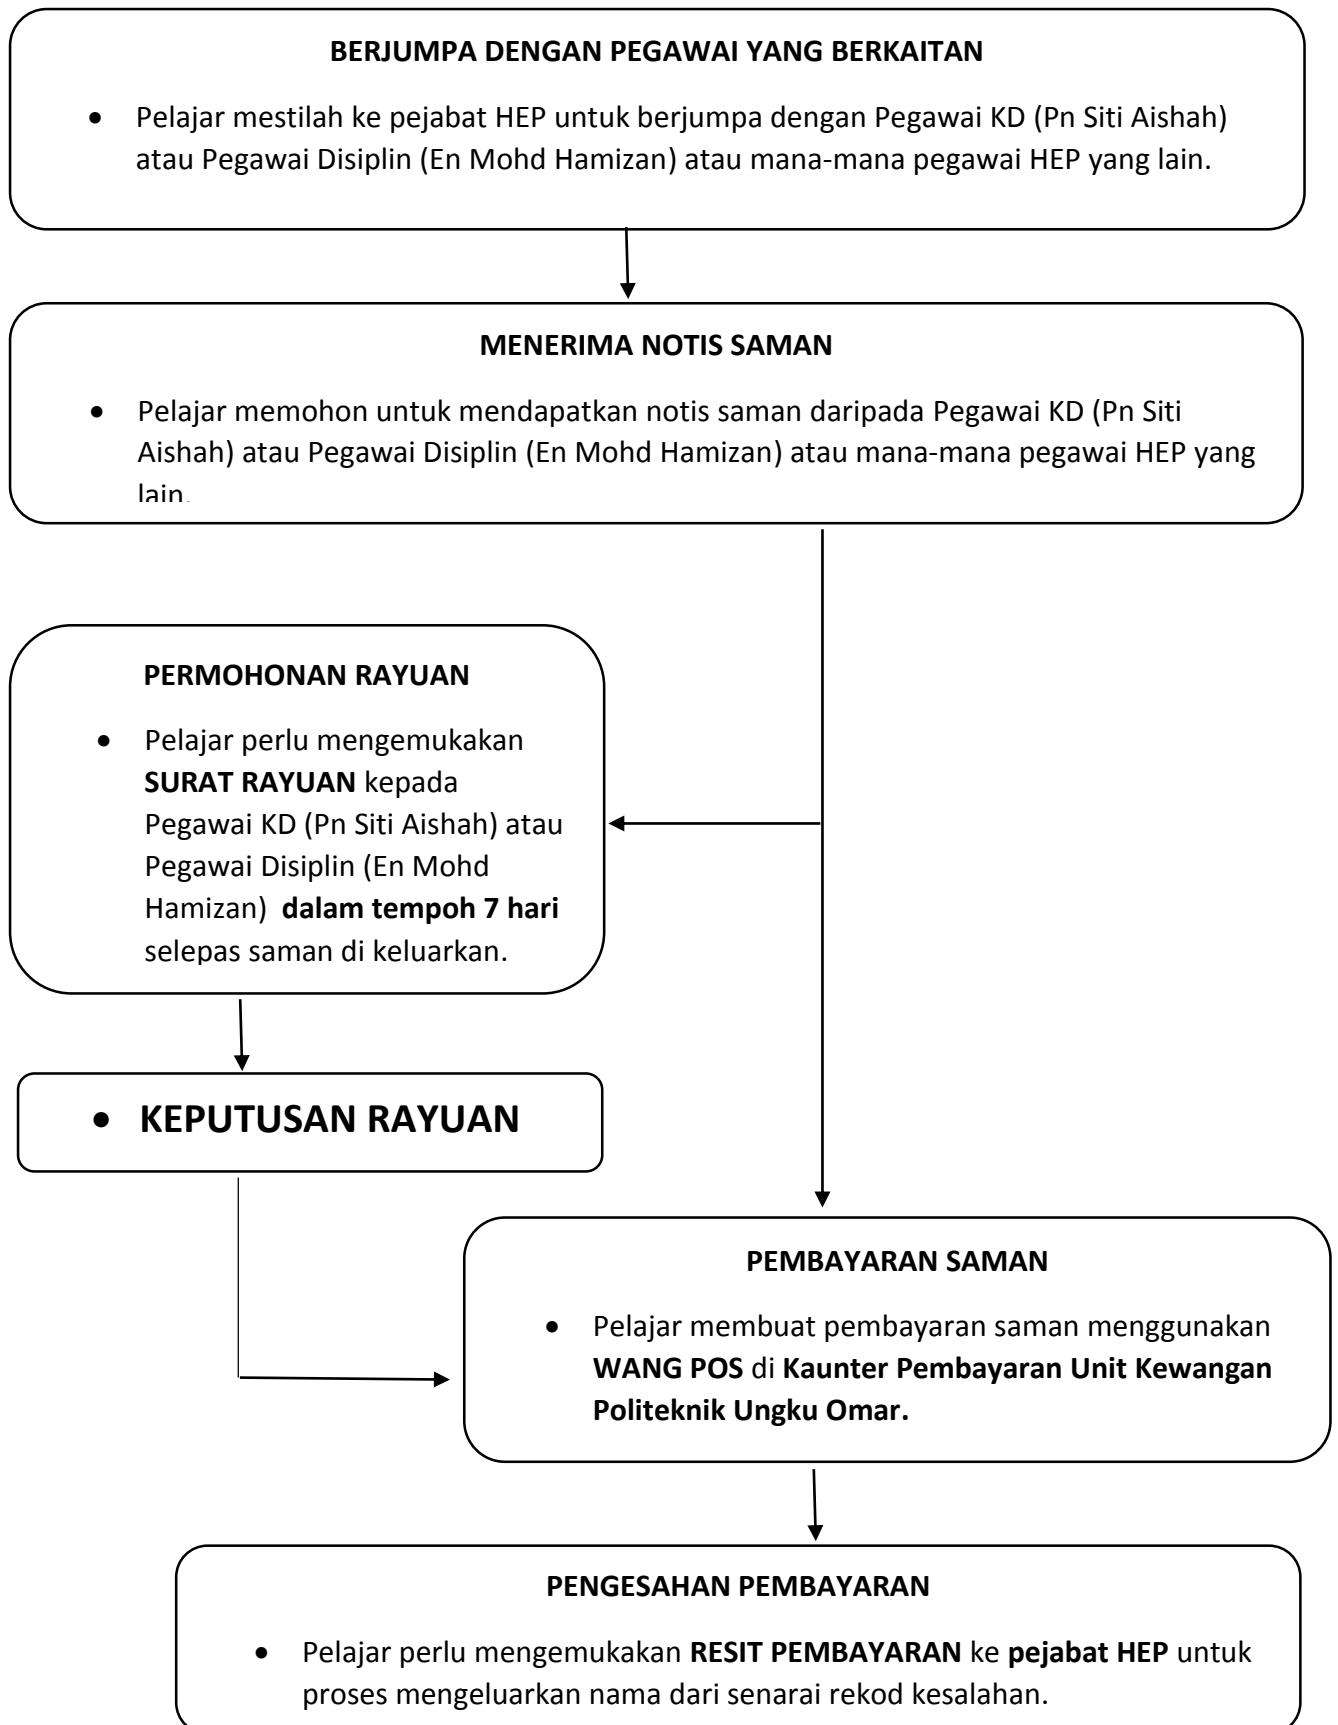 BERJUMPA DENGAN PEGAWAI YANG BERKAITAN
• Pelajar mestilah ke pejabat HEP untuk berjumpa dengan Pegawai KD (Pn Siti Aishah)
atau Pegawai Disiplin (En Mohd Hamizan) atau mana-mana pegawai HEP yang lain.
MENERIMA NOTIS SAMAN
• Pelajar memohon untuk mendapatkan notis saman daripada Pegawai KD (Pn Siti
Aishah) atau Pegawai Disiplin (En Mohd Hamizan) atau mana-mana pegawai HEP yang
lain.
PERMOHONAN RAYUAN
• Pelajar perlu mengemukakan
SURAT RAYUAN kepada
Pegawai KD (Pn Siti Aishah) atau
Pegawai Disiplin (En Mohd
Hamizan) dalam tempoh 7 hari
selepas saman di keluarkan.
• KEPUTUSAN RAYUAN
PEMBAYARAN SAMAN
• Pelajar membuat pembayaran saman menggunakan
WANG POS di Kaunter Pembayaran Unit Kewangan
Politeknik Ungku Omar.
PENGESAHAN PEMBAYARAN
• Pelajar perlu mengemukakan RESIT PEMBAYARAN ke pejabat HEP untuk
proses mengeluarkan nama dari senarai rekod kesalahan.